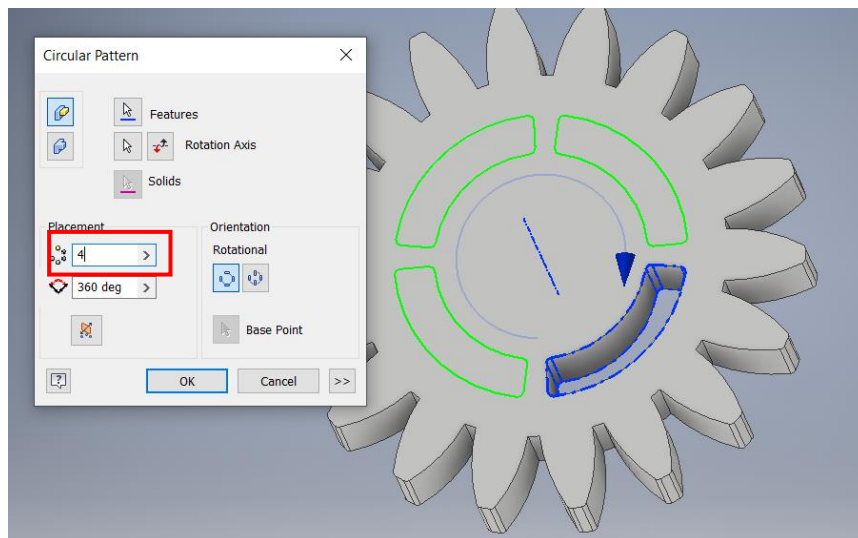 Circular Pattern
Features
Rotation Axis
Solids
Placement
4
360 deg
Orientation
Rotational
Base Point
?
OK
Cancel
>>